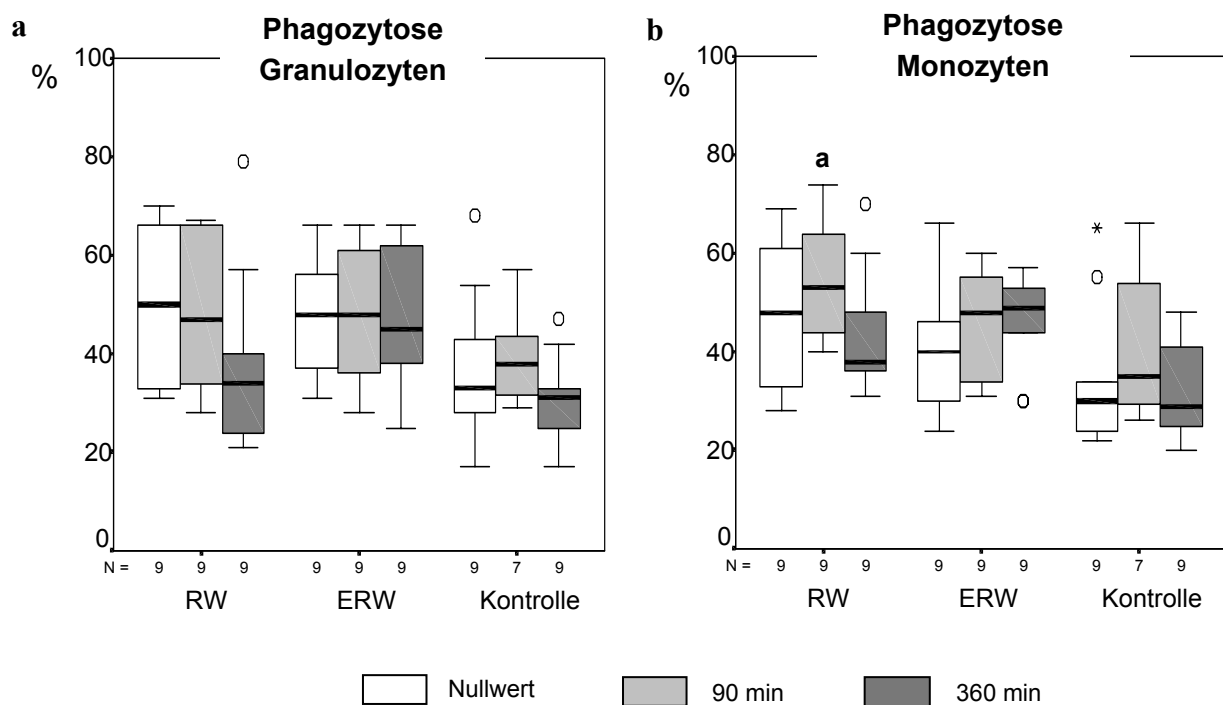 a
Phagozytose
Granulozyten
%
100
80
60
40
20
0
N = 9 9 9 9 9 9 9 7 9
RW ERW Kontrolle
b
Phagozytose
Monozyten
%
100
80
60
40
20
0
a
*
N = 9 9 9 9 9 9 9 7 9
RW ERW Kontrolle
Nullwert 90 min 360 min